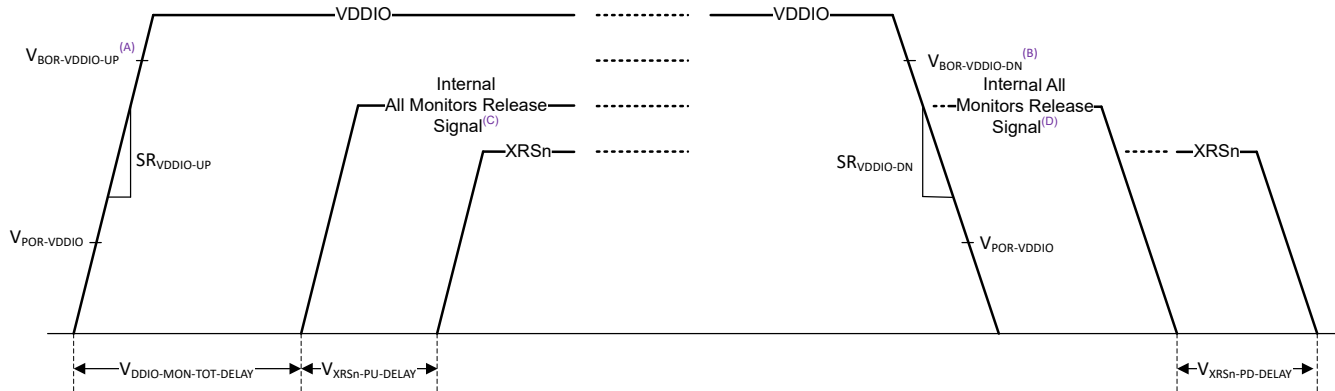 VDDIO
VDDIO
VBOR-VDDIO-UP(A)
VBOR-VDDIO-DN(B)
Internal
All Monitors Release
Signal(C)
Internal All
Monitors Release
Signal(D)
XRSn
XRSn
SRVDDIO-UP
SRVDDIO-DN
VPOR-VDDIO
VPOR-VDDIO
VDDIO-MON-TOT-DELAY
VXRSn-PU-DELAY
VXRSn-PD-DELAY